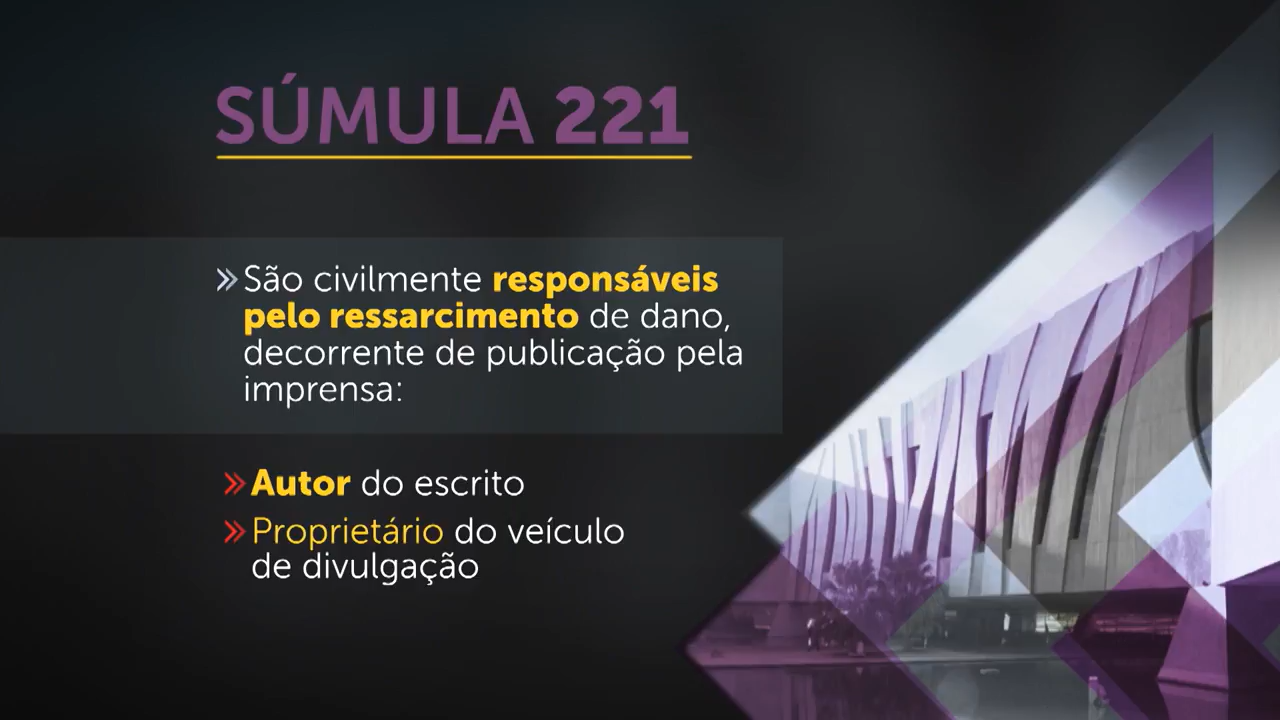 SÚMULA 221
» São civilmente responsáveis
pelo ressarcimento de dano,
decorrente de publicação pela
imprensa:
» Autor do escrito
» Proprietário do veículo
de divulgação